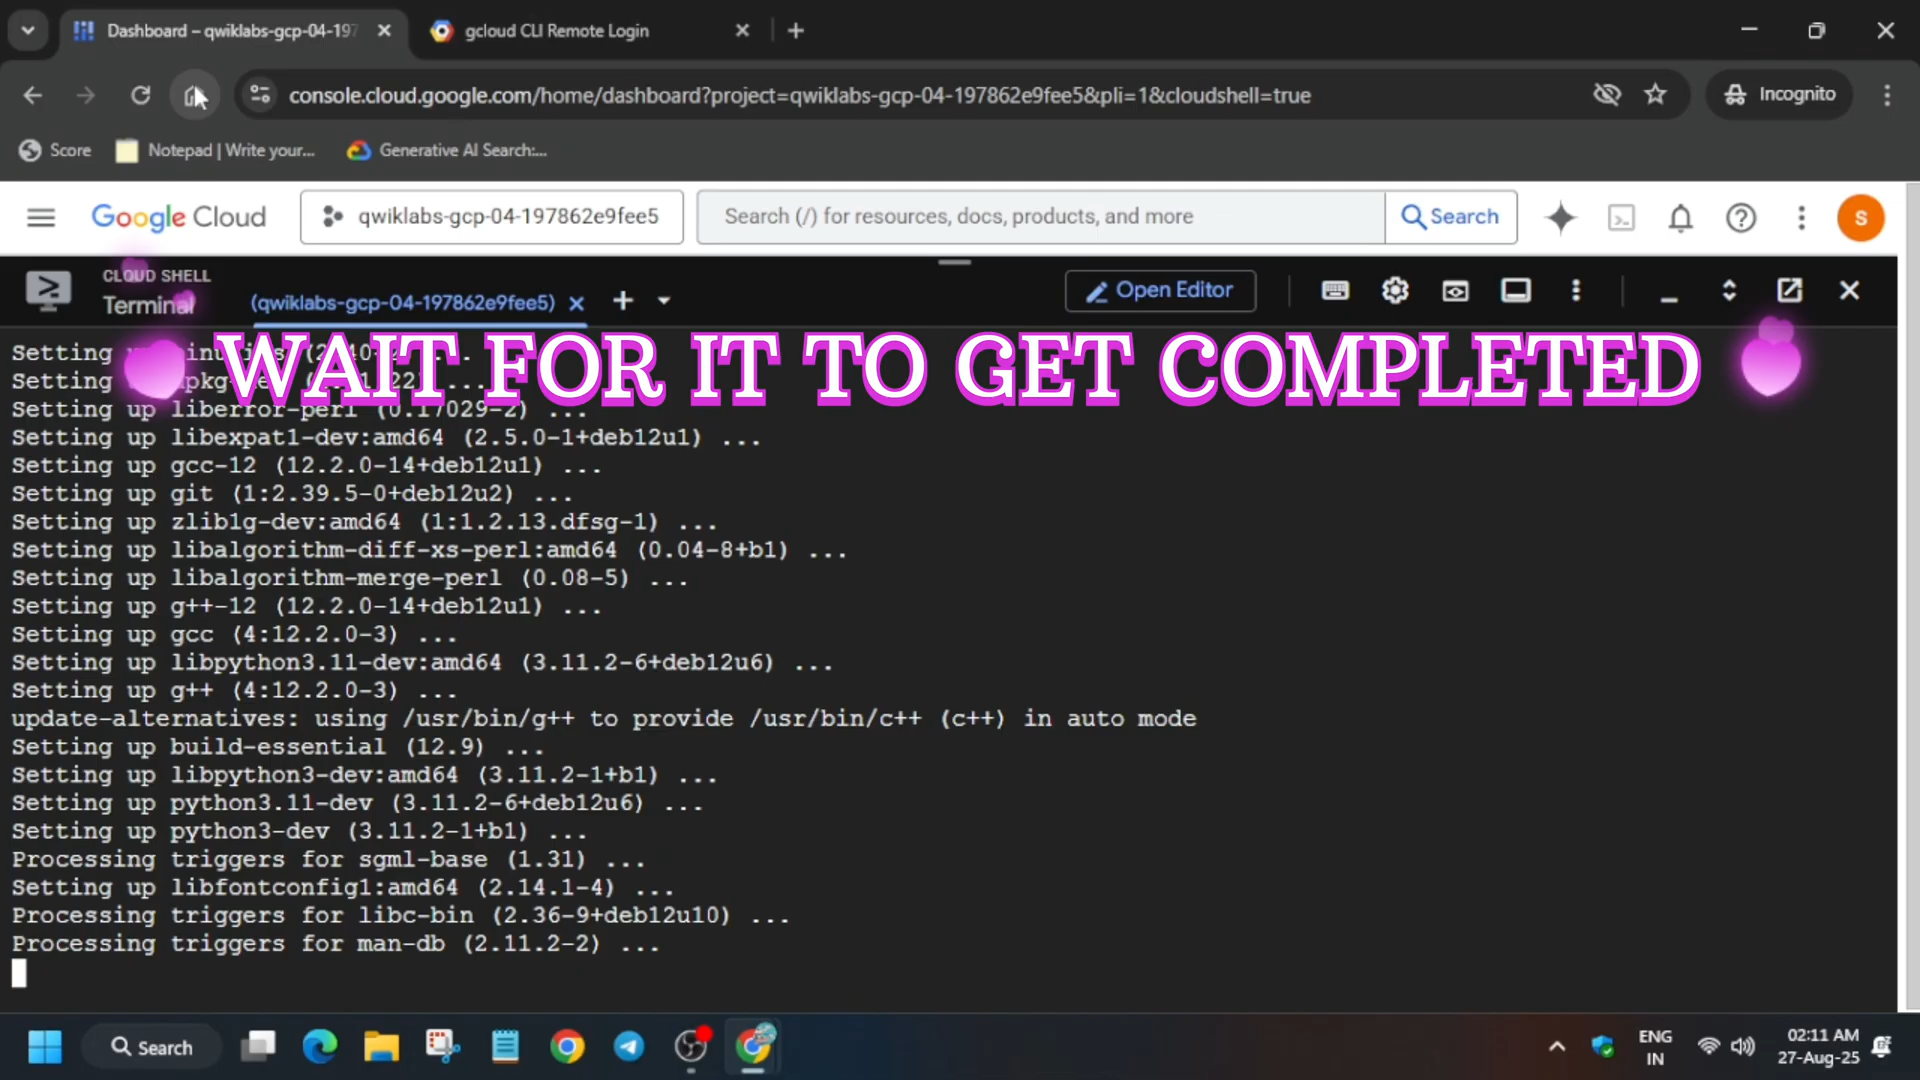 Dashboard – qwiklabs-gcp-04-197
gcloud CLI Remote Login
console.cloud.google.com/home/dashboard?project=qwiklabs-gcp-04-197862e9fee5&pli=1&cloudshell=true
Incognito
Score
Notepad | Write your...
Generative AI Search:...
Google Cloud
qwiklabs-gcp-04-197862e9fee5
Search (/) for resources, docs, products, and more
Search
S
CLOUD SHELL
Terminal
(qwiklabs-gcp-04-197862e9fee5)
Open Editor
WAIT FOR IT TO GET COMPLETED
Setting
Setting
Setting up liberror-perl (0.17029-2) ...
Setting up libexpat1-dev:amd64 (2.5.0-1+deb12u1) ...
Setting up gcc-12 (12.2.0-14+deb12u1) ...
Setting up git (1:2.39.5-0+deb12u2) ...
Setting up zlib1g-dev:amd64 (1:1.2.13.dfsg-1) ...
Setting up libalgorithm-diff-xs-perl:amd64 (0.04-8+b1) ...
Setting up libalgorithm-merge-perl (0.08-5) ...
Setting up g++-12 (12.2.0-14+deb12u1) ...
Setting up gcc (4:12.2.0-3) ...
Setting up libpython3.11-dev:amd64 (3.11.2-6+deb12u6) ...
Setting up g++ (4:12.2.0-3) ...
update-alternatives: using /usr/bin/g++ to provide /usr/bin/c++ (c++) in auto mode
Setting up build-essential (12.9) ...
Setting up libpython3-dev:amd64 (3.11.2-1+b1) ...
Setting up python3.11-dev (3.11.2-6+deb12u6) ...
Setting up python3-dev (3.11.2-1+b1) ...
Processing triggers for sgml-base (1.31) ...
Setting up libfontconfig1:amd64 (2.14.1-4) ...
Processing triggers for libc-bin (2.36-9+deb12u10) ...
Processing triggers for man-db (2.11.2-2) ...
Search
ENG
IN
02:11 AM
27-Aug-25